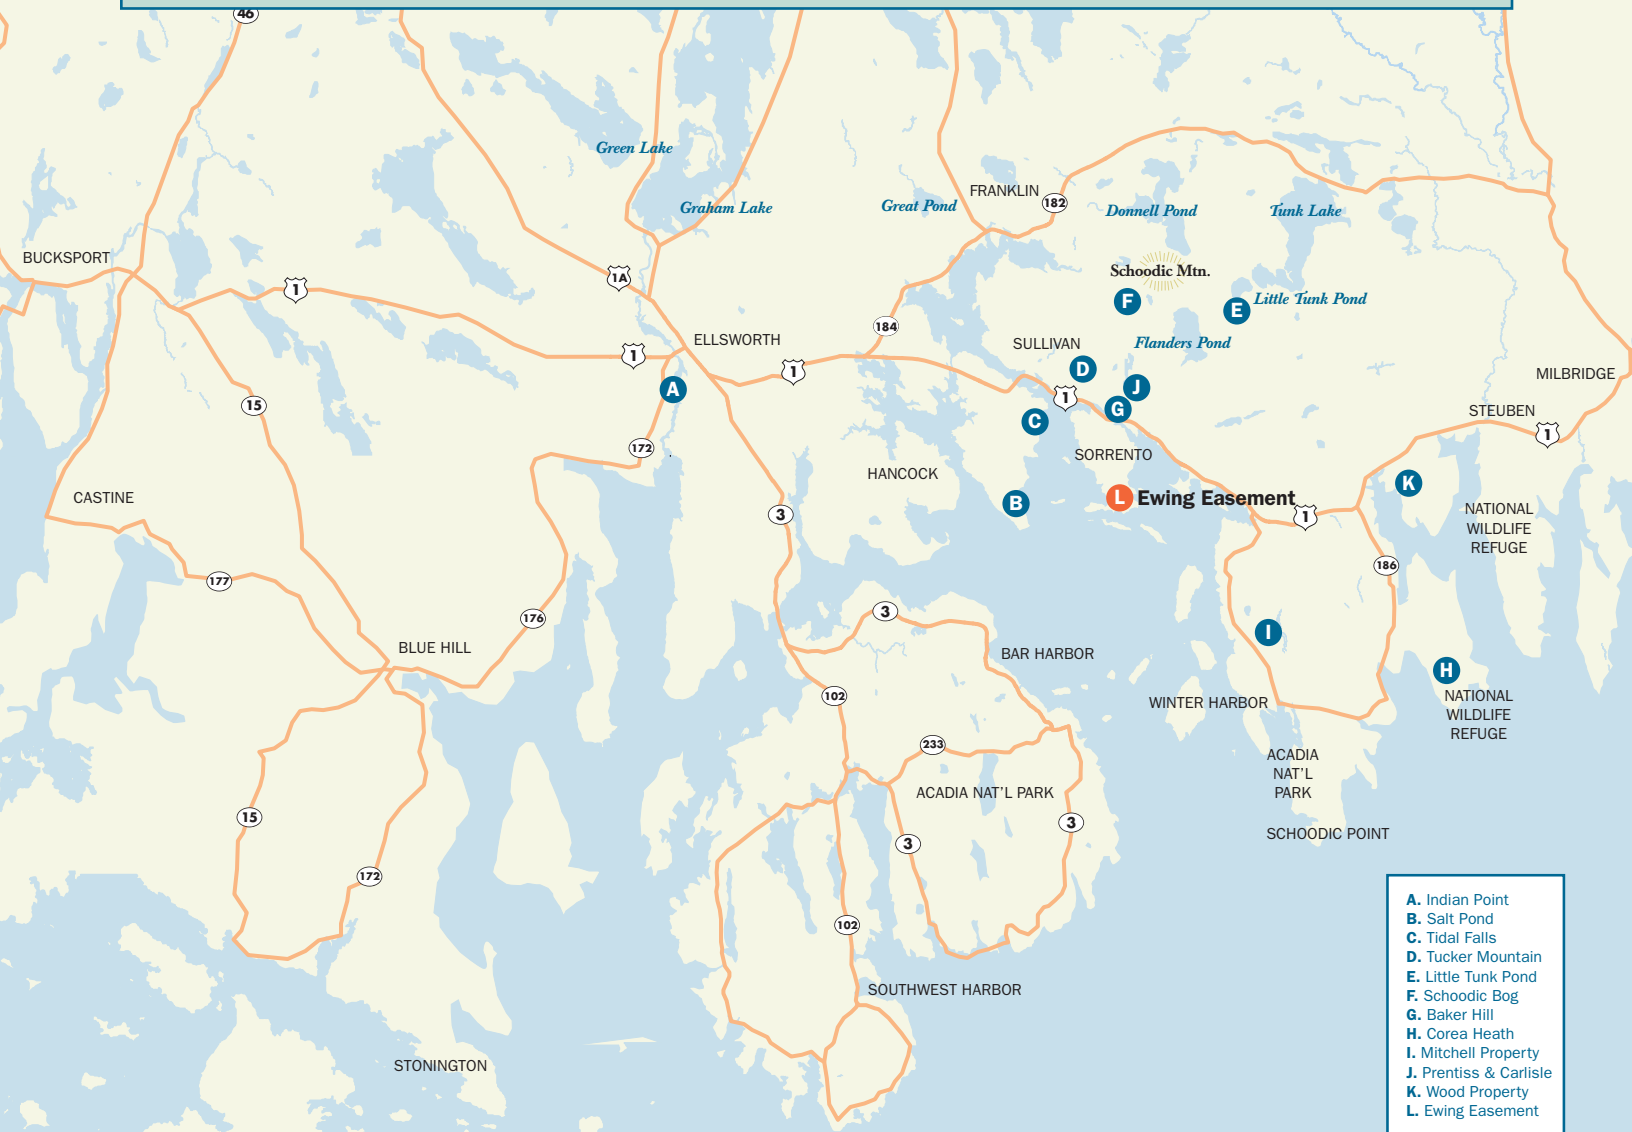 46
Green Lake
FRANKLIN
182
Great Pond
Graham Lake
Donnell Pond
Tunk Lake
BUCKSPORT
Schoodic Mtn.
1A
1
F
E
Little Tunk Pond
184
ELLSWORTH
SULLIVAN
Flanders Pond
1
1
D
MILBRIDGE
A
J
1
15
G
STEUBEN
C
1
172
SORRENTO
HANCOCK
K
CASTINE
L
Ewing Easement
B
3
1
NATIONAL
WILDLIFE
REFUGE
186
177
3
176
I
BLUE HILL
BAR HARBOR
H
102
WINTER HARBOR
NATIONAL
WILDLIFE
REFUGE
233
ACADIA
NAT'L
PARK
ACADIA NAT'L PARK
15
3
SCHOODIC POINT
3
172
102
SOUTHWEST HARBOR
STONINGTON
A. Indian Point
B. Salt Pond
C. Tidal Falls
D. Tucker Mountain
E. Little Tunk Pond
F. Schoodic Bog
G. Baker Hill
H. Corea Heath
I. Mitchell Property
J. Prentiss & Carlisle
K. Wood Property
L. Ewing Easement